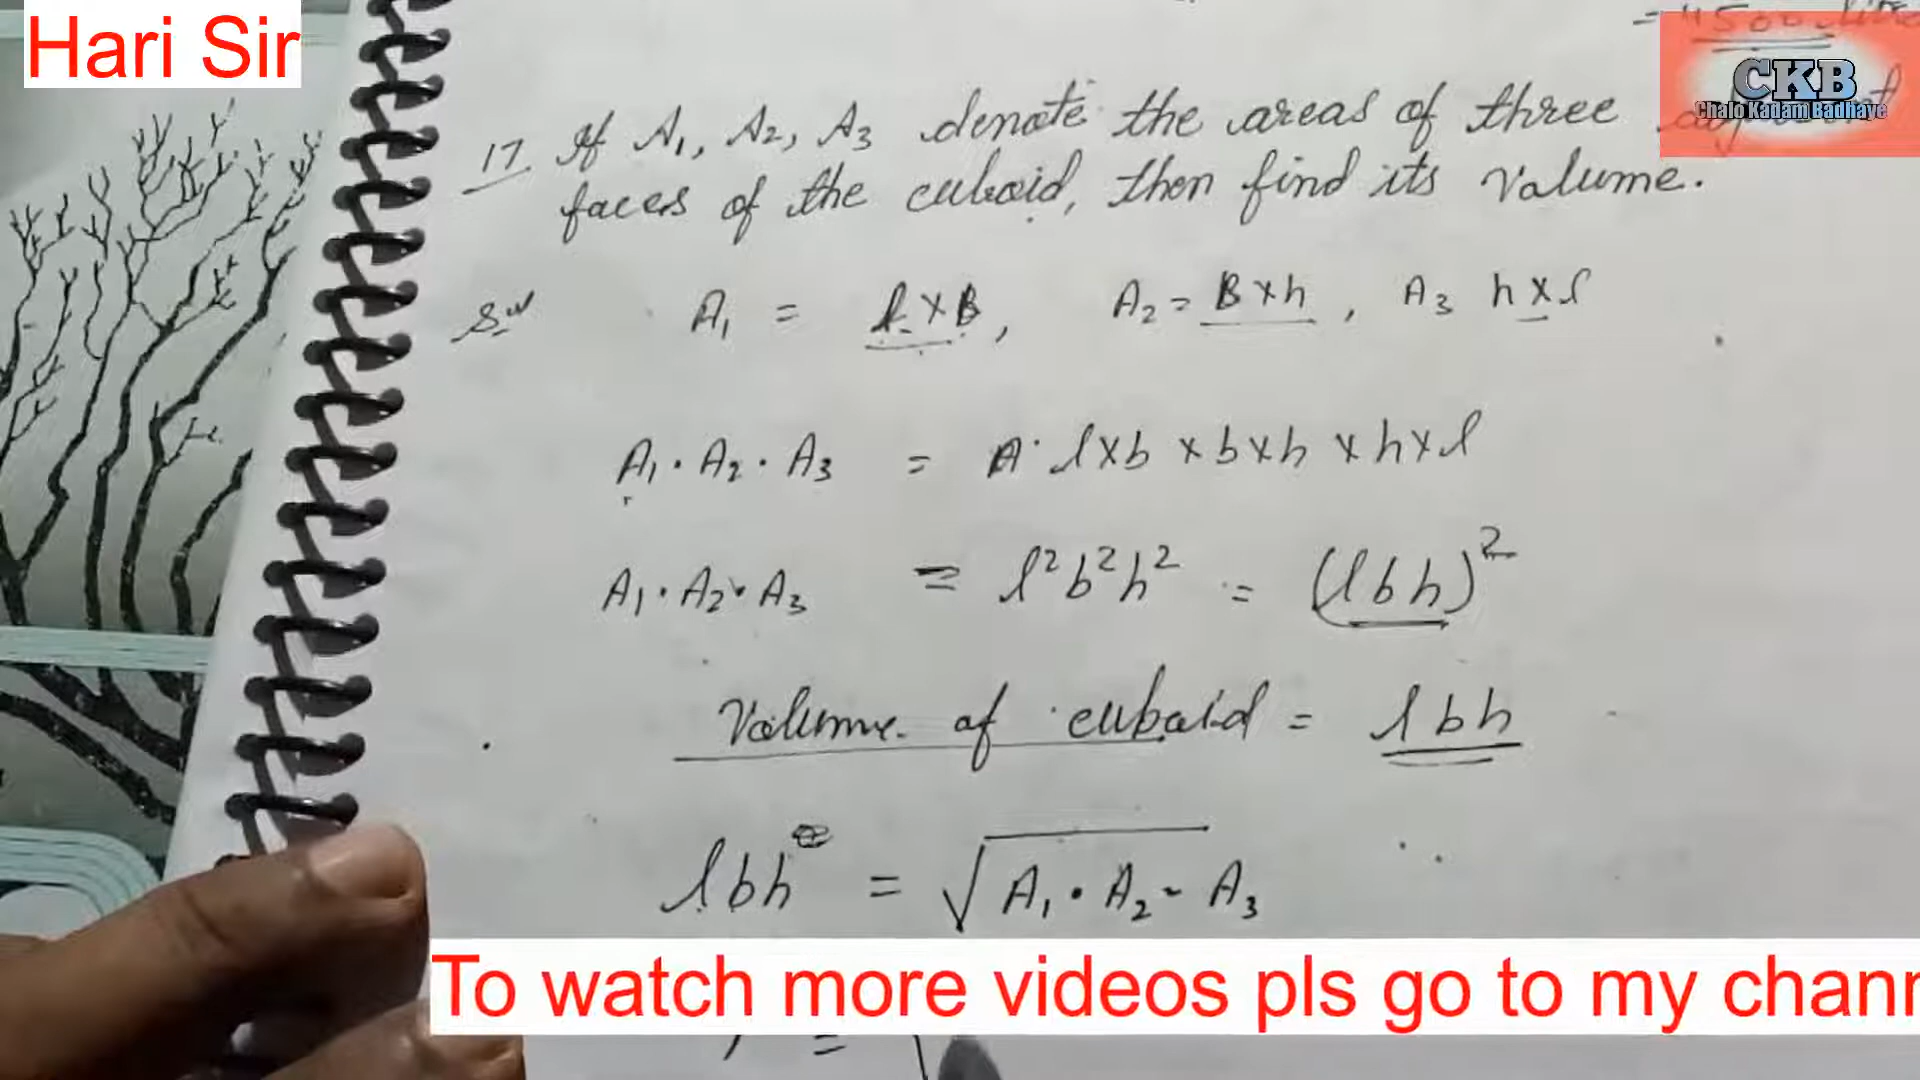 Hari Sir
CKB
Chalo Kadam Badhaye
17. If A1, A2, A3 denote the areas of three
faces of the cuboid, then find its volume.
Sol
A1 = l × B, A2 = B × h, A3 h × l
A1 · A2 · A3 = l × b × b × h × h × l
A1 · A2 · A3 = l²b²h² = (lbh)²
Volume of cuboid = lbh
lbh = √A1 · A2 - A3
To watch more videos pls go to my chann